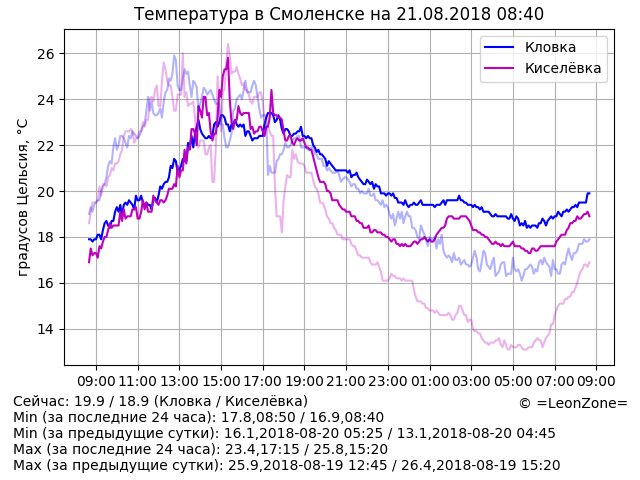 Температура в Смоленске на 21.08.2018 08:40
Кловка
Киселёвка
градусов Цельсия, °C
26
24
22
20
18
16
14
09:00 11:00 13:00 15:00 17:00 19:00 21:00 23:00 01:00 03:00 05:00 07:00 09:00
Сейчас: 19.9 / 18.9 (Кловка / Киселёвка)
© =LeonZone=
Min (за последние 24 часа): 17.8,08:50 / 16.9,08:40
Min (за предыдущие сутки): 16.1,2018-08-20 05:25 / 13.1,2018-08-20 04:45
Max (за последние 24 часа): 23.4,17:15 / 25.8,15:20
Max (за предыдущие сутки): 25.9,2018-08-19 12:45 / 26.4,2018-08-19 15:20